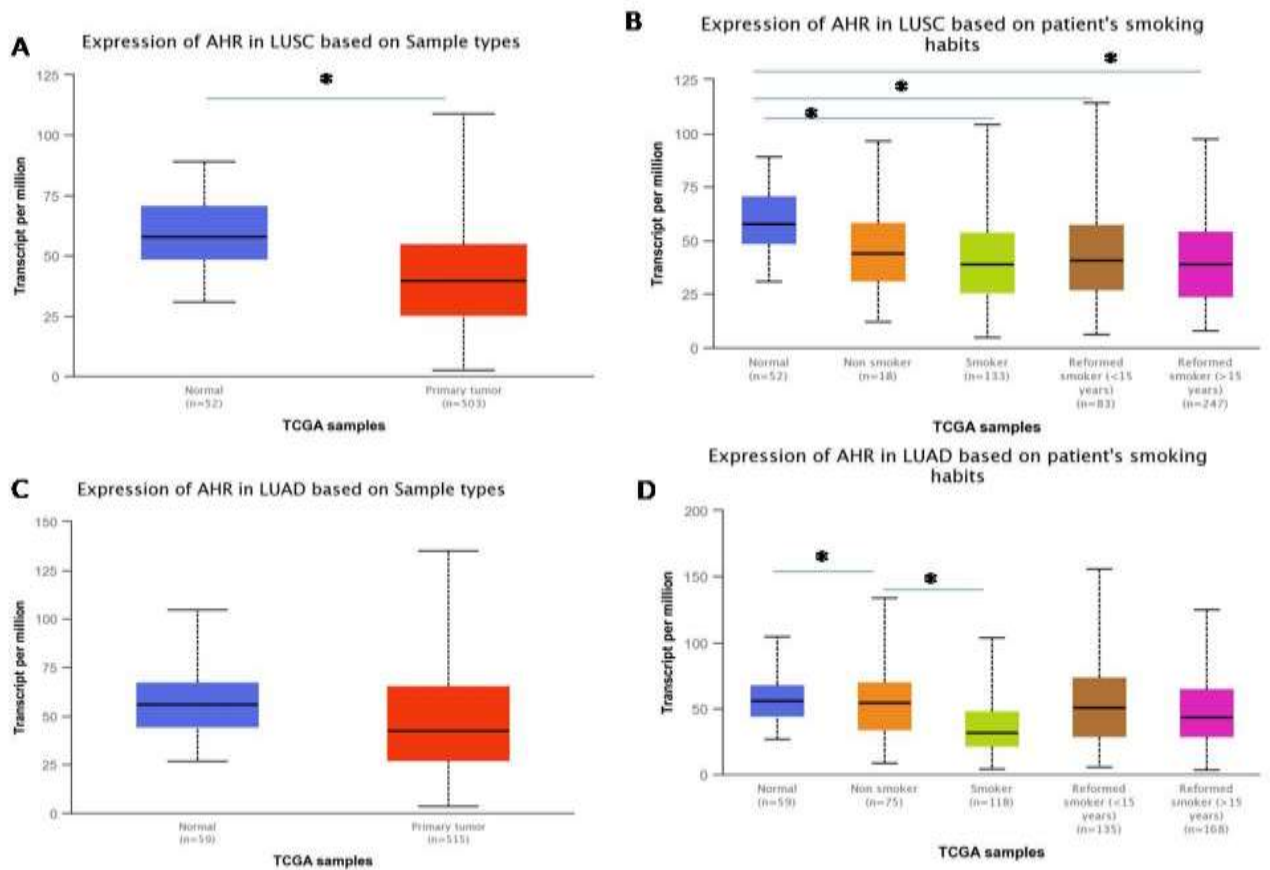 A
Expression of AHR in LUSC based on Sample types
*
125
100
75
50
25
0
Transcript per million
Normal
(n=52)
Primary tumor
(n=503)
TCGA samples
B
Expression of AHR in LUSC based on patient's smoking
habits
*
*
*
125
100
75
50
25
0
Transcript per million
Normal
(n=52)
Non smoker
(n=18)
Smoker
(n=133)
Reformed
smoker (<15
years)
(n=83)
Reformed
smoker (>15
years)
(n=247)
TCGA samples
C
Expression of AHR in LUAD based on Sample types
150
125
100
75
50
25
0
Transcript per million
Normal
(n=59)
Primary tumor
(n=515)
TCGA samples
D
Expression of AHR in LUAD based on patient's smoking
habits
*
*
200
150
100
50
0
Transcript per million
Normal
(n=59)
Non smoker
(n=75)
Smoker
(n=118)
Reformed
smoker (<15
years)
(n=135)
Reformed
smoker (>15
years)
(n=168)
TCGA samples